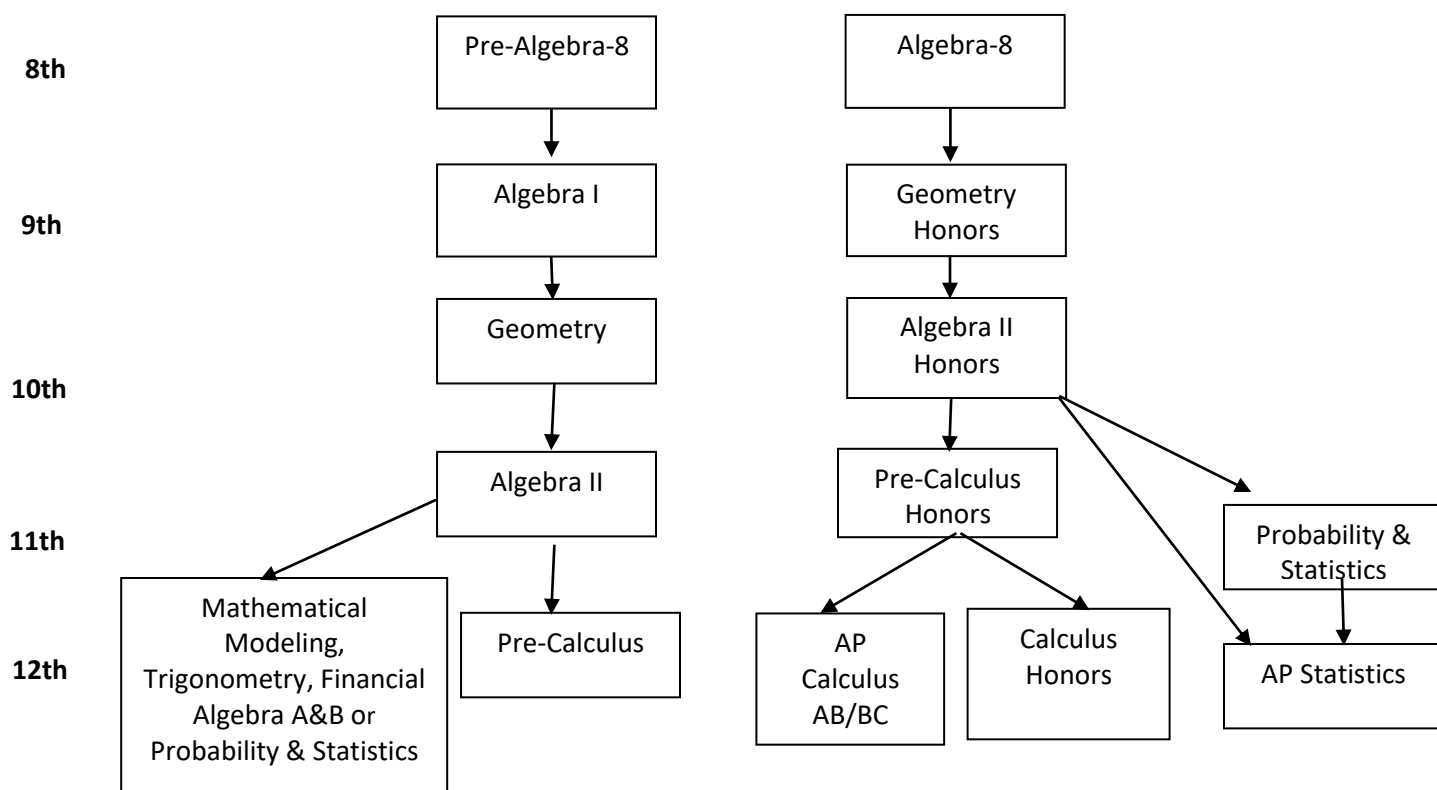 8th
Pre-Algebra-8
Algebra-8
9th
Algebra I
Geometry
Honors
10th
Geometry
Algebra II
Honors
11th
Algebra II
Pre-Calculus
Honors
Probability &
Statistics
12th
Mathematical
Modeling,
Trigonometry, Financial
Algebra A&B or
Probability & Statistics
Pre-Calculus
AP
Calculus
AB/BC
Calculus
Honors
AP Statistics